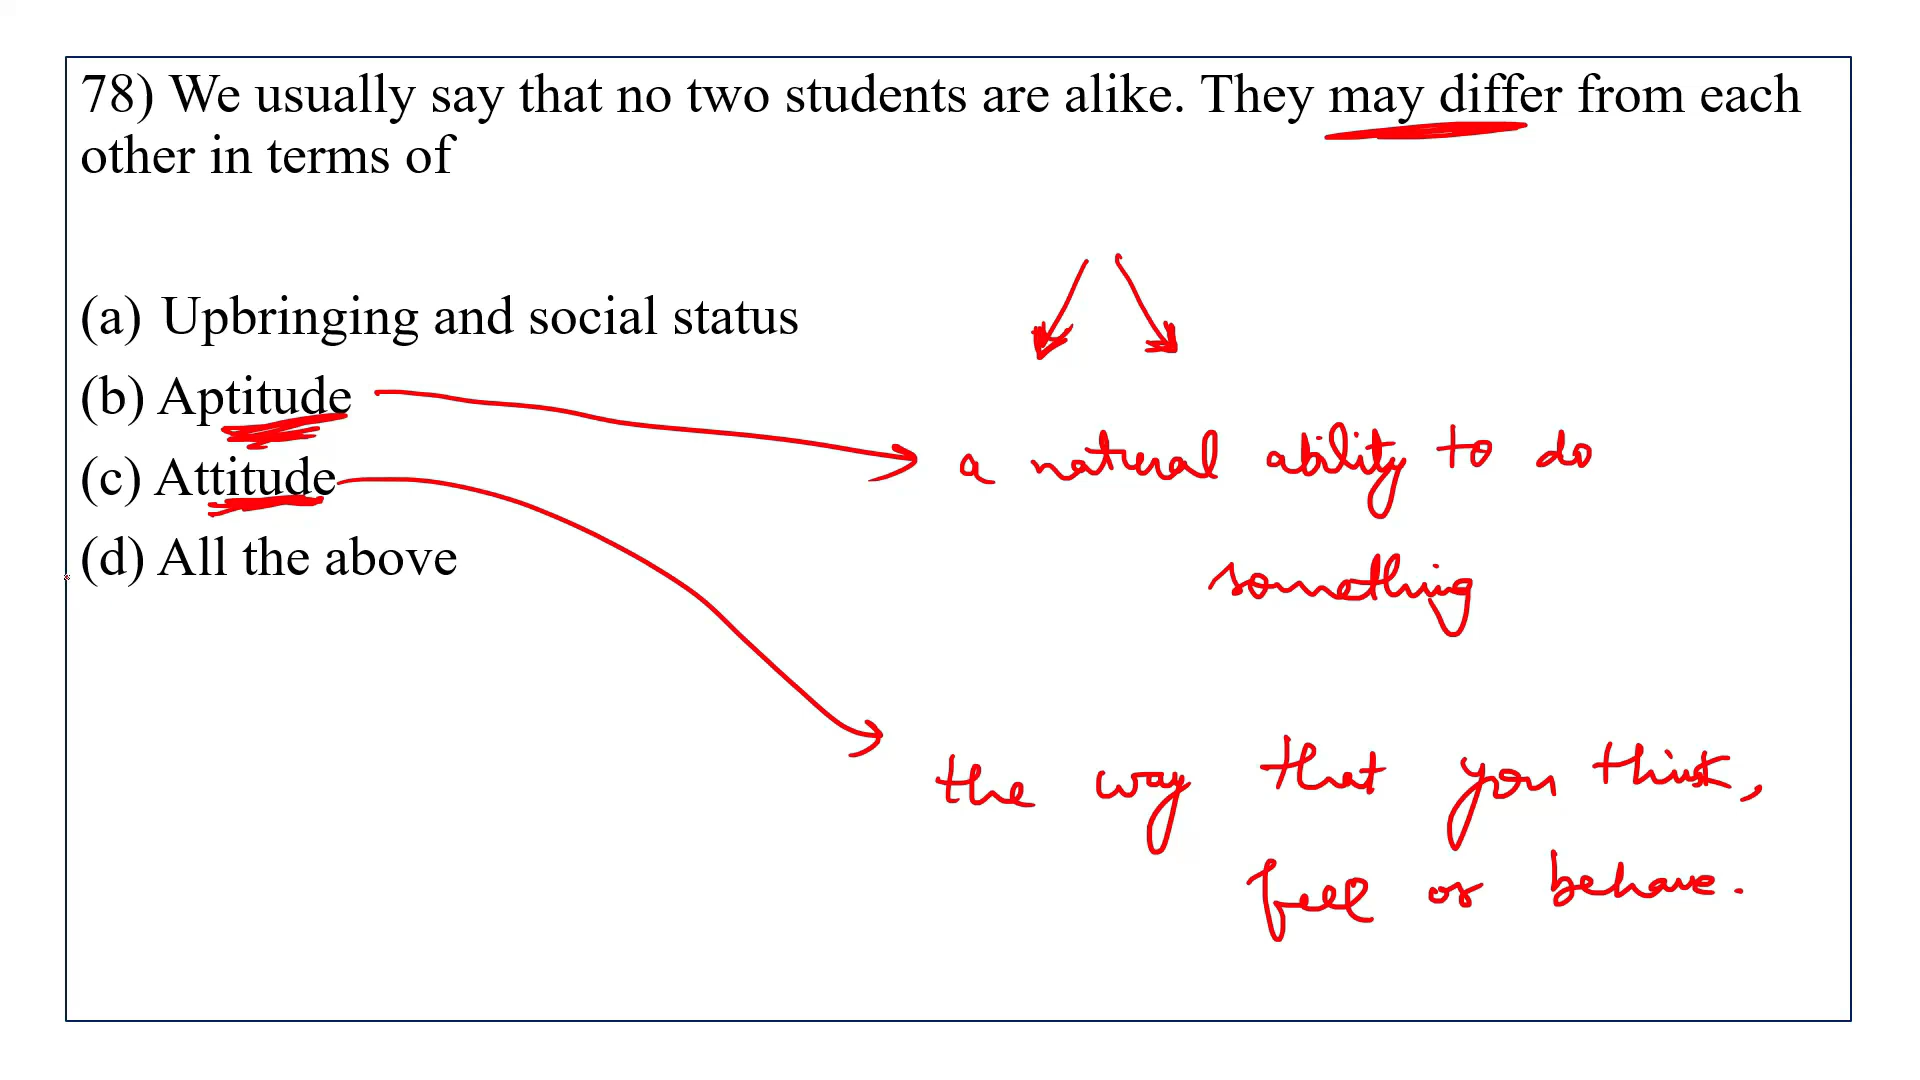 78) We usually say that no two students are alike. They may differ from each
other in terms of
(a) Upbringing and social status
(b) Aptitude
(c) Attitude
(d) All the above
a natural ability to do
something
the way that you think,
feel or behave.